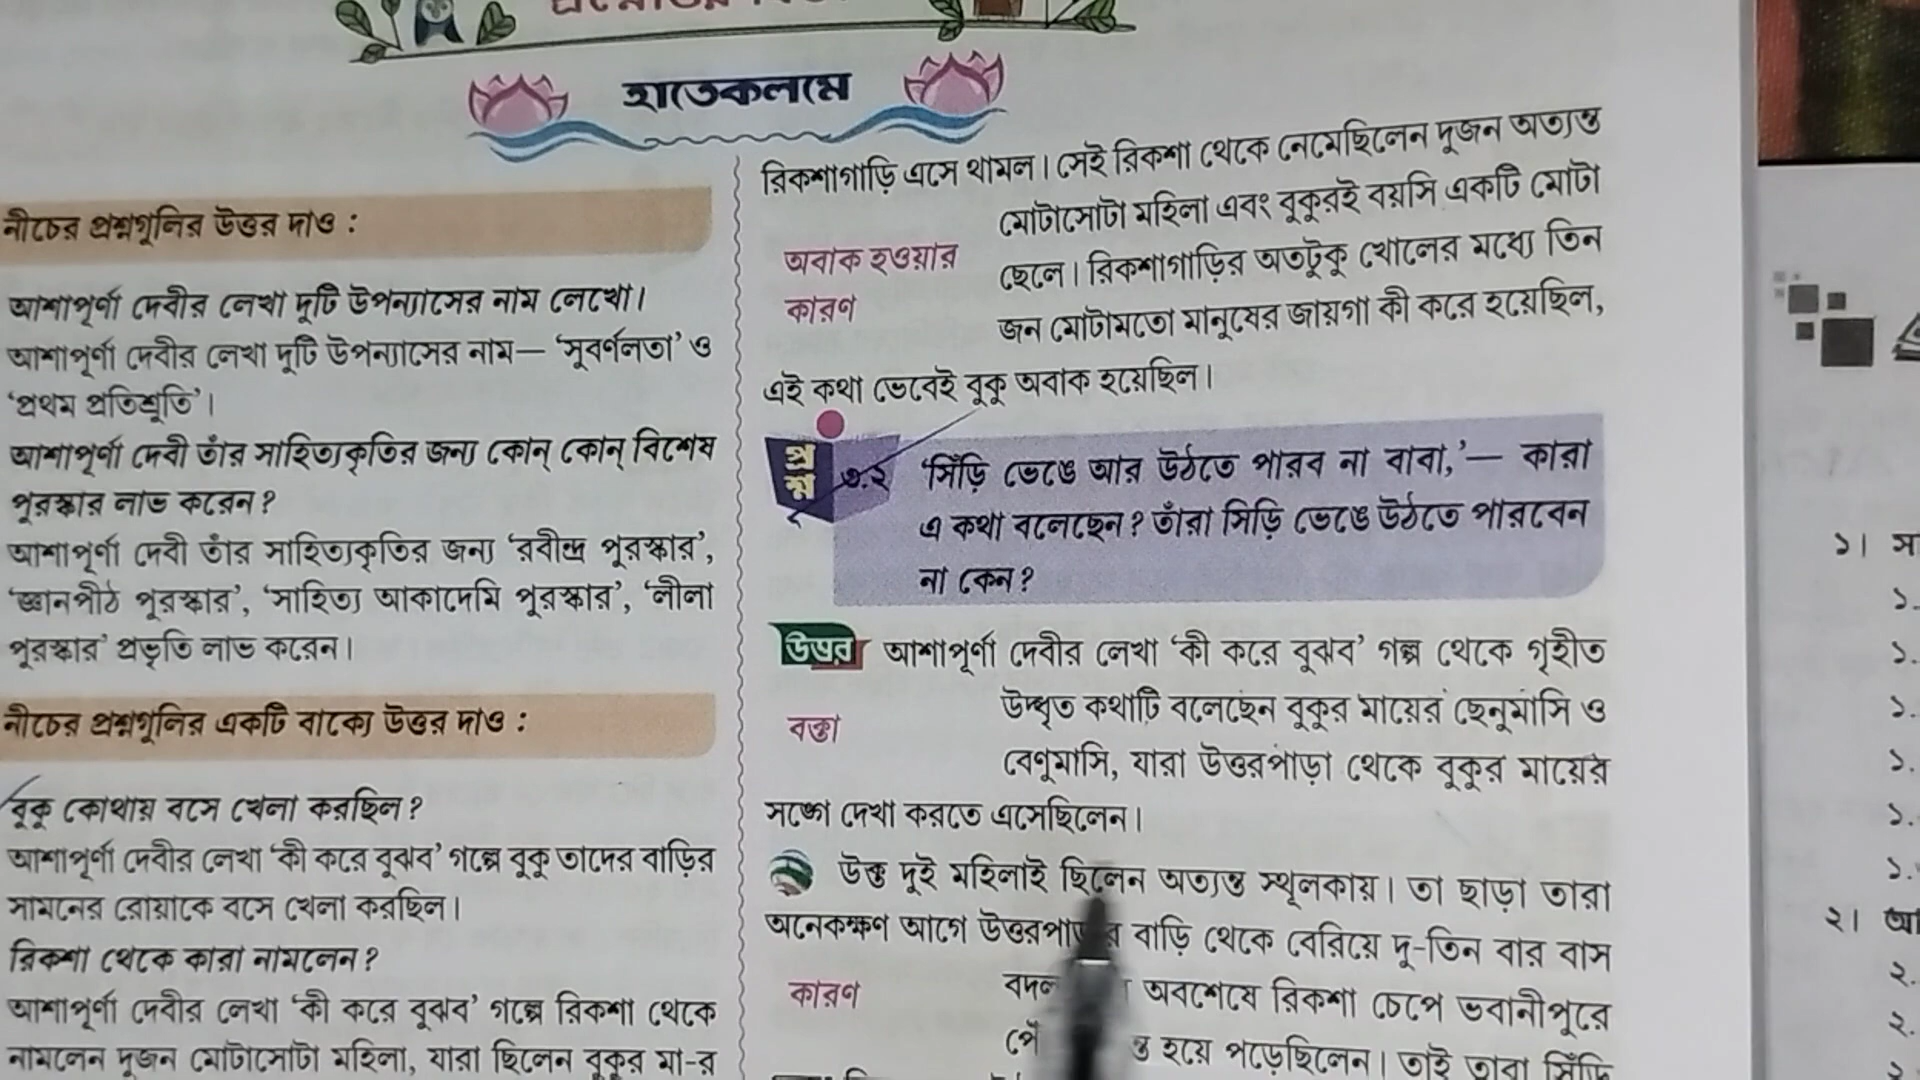 হাতেকলমে
নীচের প্রশ্নগুলির উত্তর দাও :
আশাপূর্ণা দেবীর লেখা দুটি উপন্যাসের নাম লেখো।
আশাপূর্ণা দেবীর লেখা দুটি উপন্যাসের নাম— ‘সুবর্ণলতা’ ও
‘প্রথম প্রতিশ্রুতি’।
আশাপূর্ণা দেবী তাঁর সাহিত্যকৃতির জন্য কোন্ কোন্ বিশেষ
পুরস্কার লাভ করেন?
আশাপূর্ণা দেবী তাঁর সাহিত্যকৃতির জন্য ‘রবীন্দ্র পুরস্কার’,
‘জ্ঞানপীঠ পুরস্কার’, ‘সাহিত্য আকাদেমি পুরস্কার’, ‘লীলা
পুরস্কার’ প্রভৃতি লাভ করেন।
নীচের প্রশ্নগুলির একটি বাক্যে উত্তর দাও :
বুকু কোথায় বসে খেলা করছিল?
আশাপূর্ণা দেবীর লেখা ‘কী করে বুঝব’ গল্পে বুকু তাদের বাড়ির
সামনের রোয়াকে বসে খেলা করছিল।
রিকশা থেকে কারা নামলেন?
আশাপূর্ণা দেবীর লেখা ‘কী করে বুঝব’ গল্পে রিকশা থেকে
নামলেন দুজন মোটাসোটা মহিলা, যারা ছিলেন বুকুর মা-র
রিকশাগাড়ি এসে থামল। সেই রিকশা থেকে নেমেছিলেন দুজন অত্যন্ত
মোটাসোটা মহিলা এবং বুকুরই বয়সি একটি মোটা
অবাক হওয়ার
ছেলে। রিকশাগাড়ির অতটুকু খোলের মধ্যে তিন
কারণ
জন মোটামতো মানুষের জায়গা কী করে হয়েছিল,
এই কথা ভেবেই বুকু অবাক হয়েছিল।
প্রশ্ন ৩.২ ‘সিঁড়ি ভেঙে আর উঠতে পারব না বাবা,’— কারা
এ কথা বলেছেন? তাঁরা সিঁড়ি ভেঙে উঠতে পারবেন
না কেন?
উত্তর আশাপূর্ণা দেবীর লেখা ‘কী করে বুঝব’ গল্প থেকে গৃহীত
উদ্ধৃত কথাটি বলেছেন বুকুর মায়ের ছেনুমাসি ও
বক্তা
বেণুমাসি, যারা উত্তরপাড়া থেকে বুকুর মায়ের
সঙ্গে দেখা করতে এসেছিলেন।
উক্ত দুই মহিলাই ছিলেন অত্যন্ত স্থূলকায়। তা ছাড়া তারা
অনেকক্ষণ আগে বাড়ি থেকে বেরিয়ে দু-তিন বার বাস
কারণ
অবশেষে রিকশা চেপে ভবানীপুরে
হয়ে পড়েছিলেন। তাই তারা সিঁড়ি
১।
২।